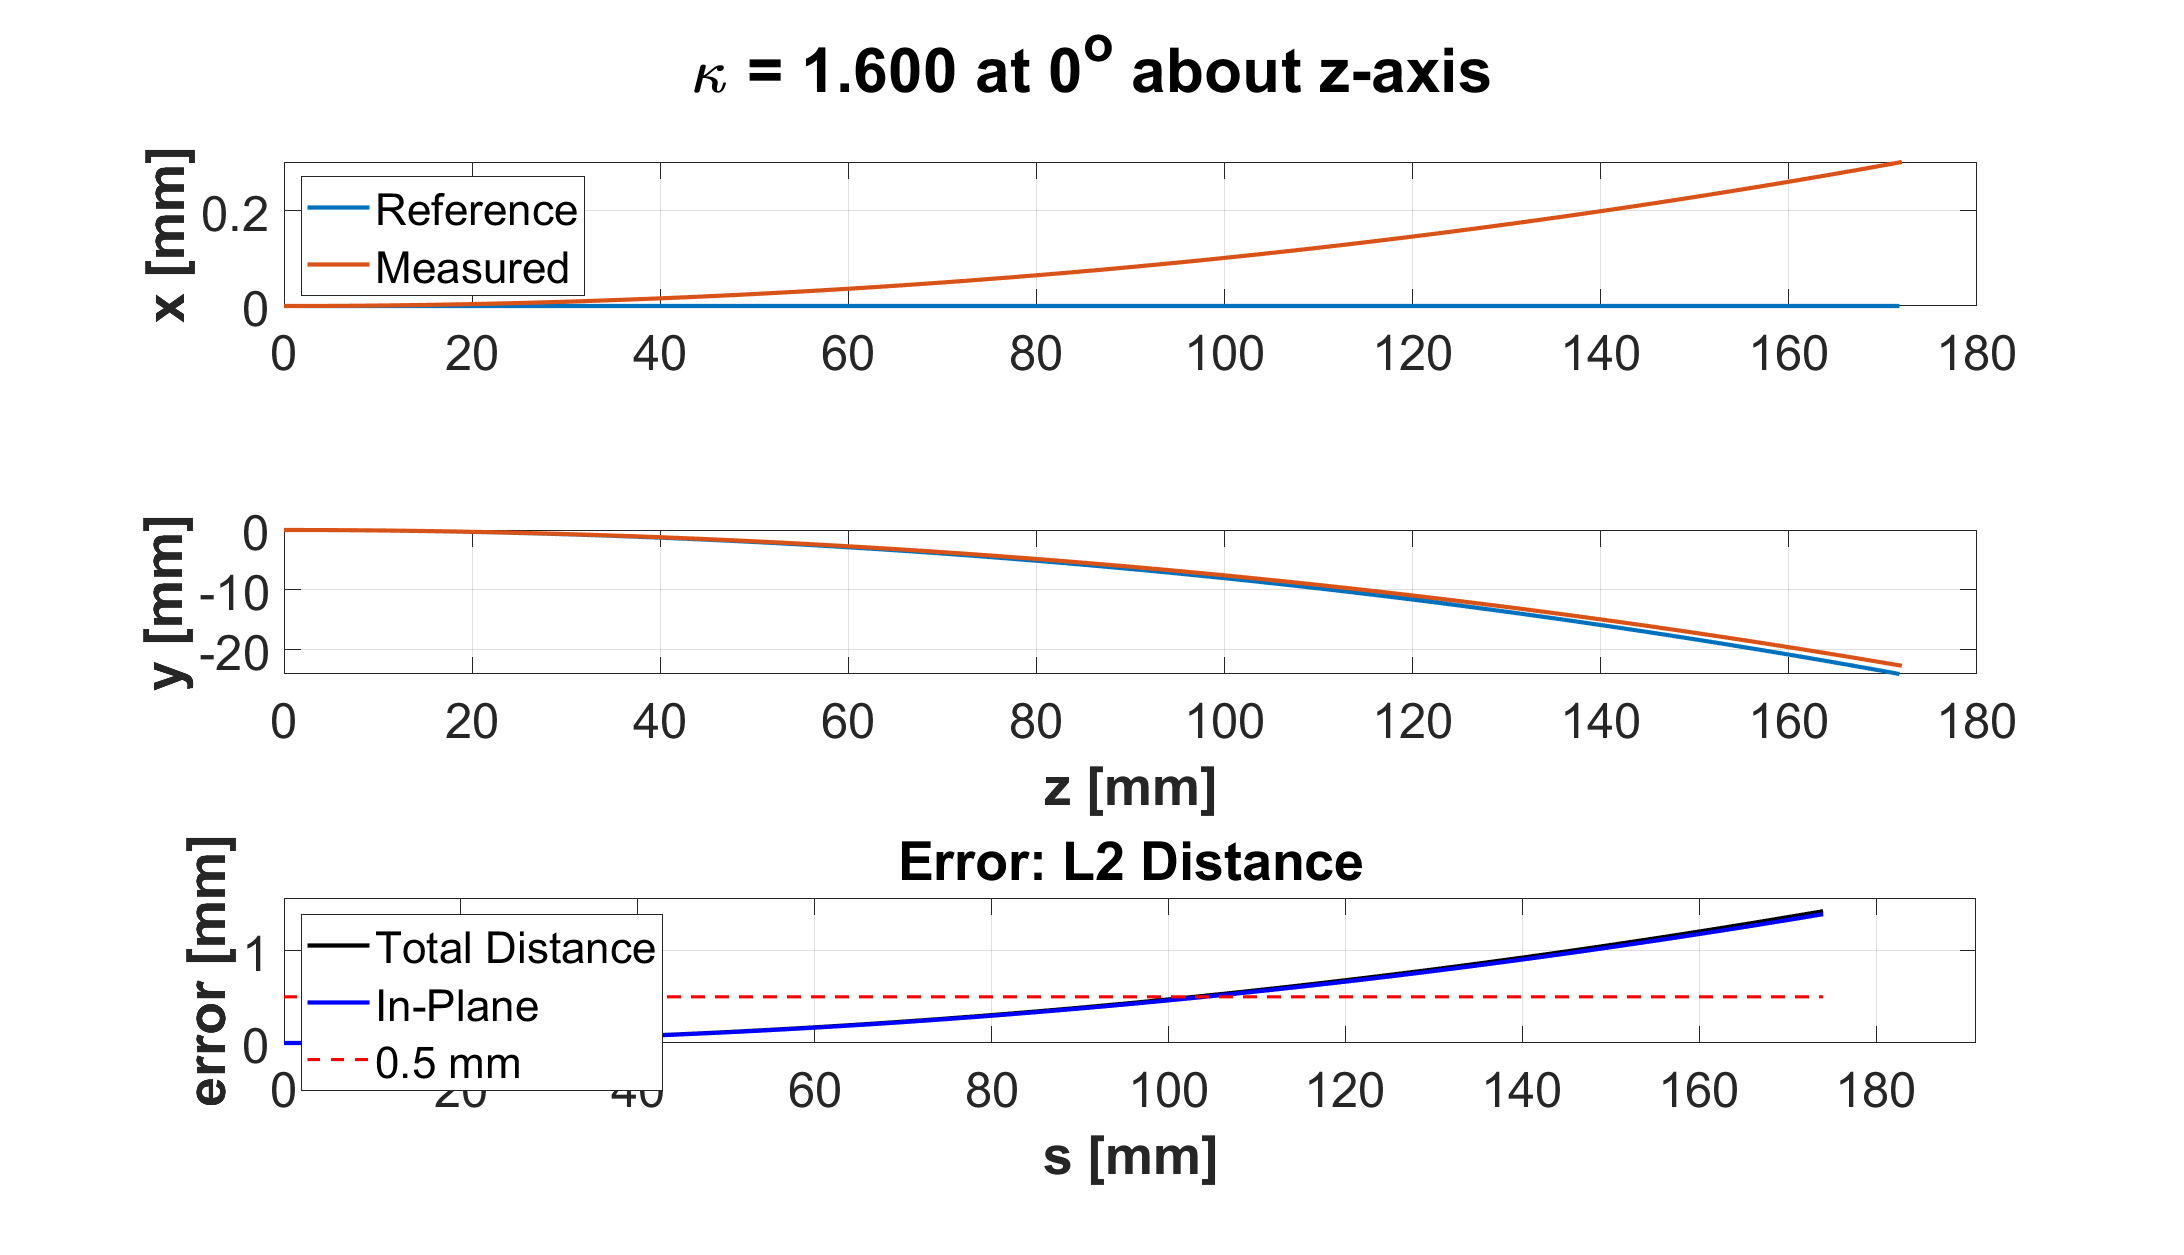 κ = 1.600 at 0° about z-axis
x [mm]
0.2
0
Reference
Measured
0 20 40 60 80 100 120 140 160 180
y [mm]
0
-10
-20
0 20 40 60 80 100 120 140 160 180
z [mm]
Error: L2 Distance
error [mm]
1
0
Total Distance
In-Plane
0.5 mm
0 20 40 60 80 100 120 140 160 180
s [mm]